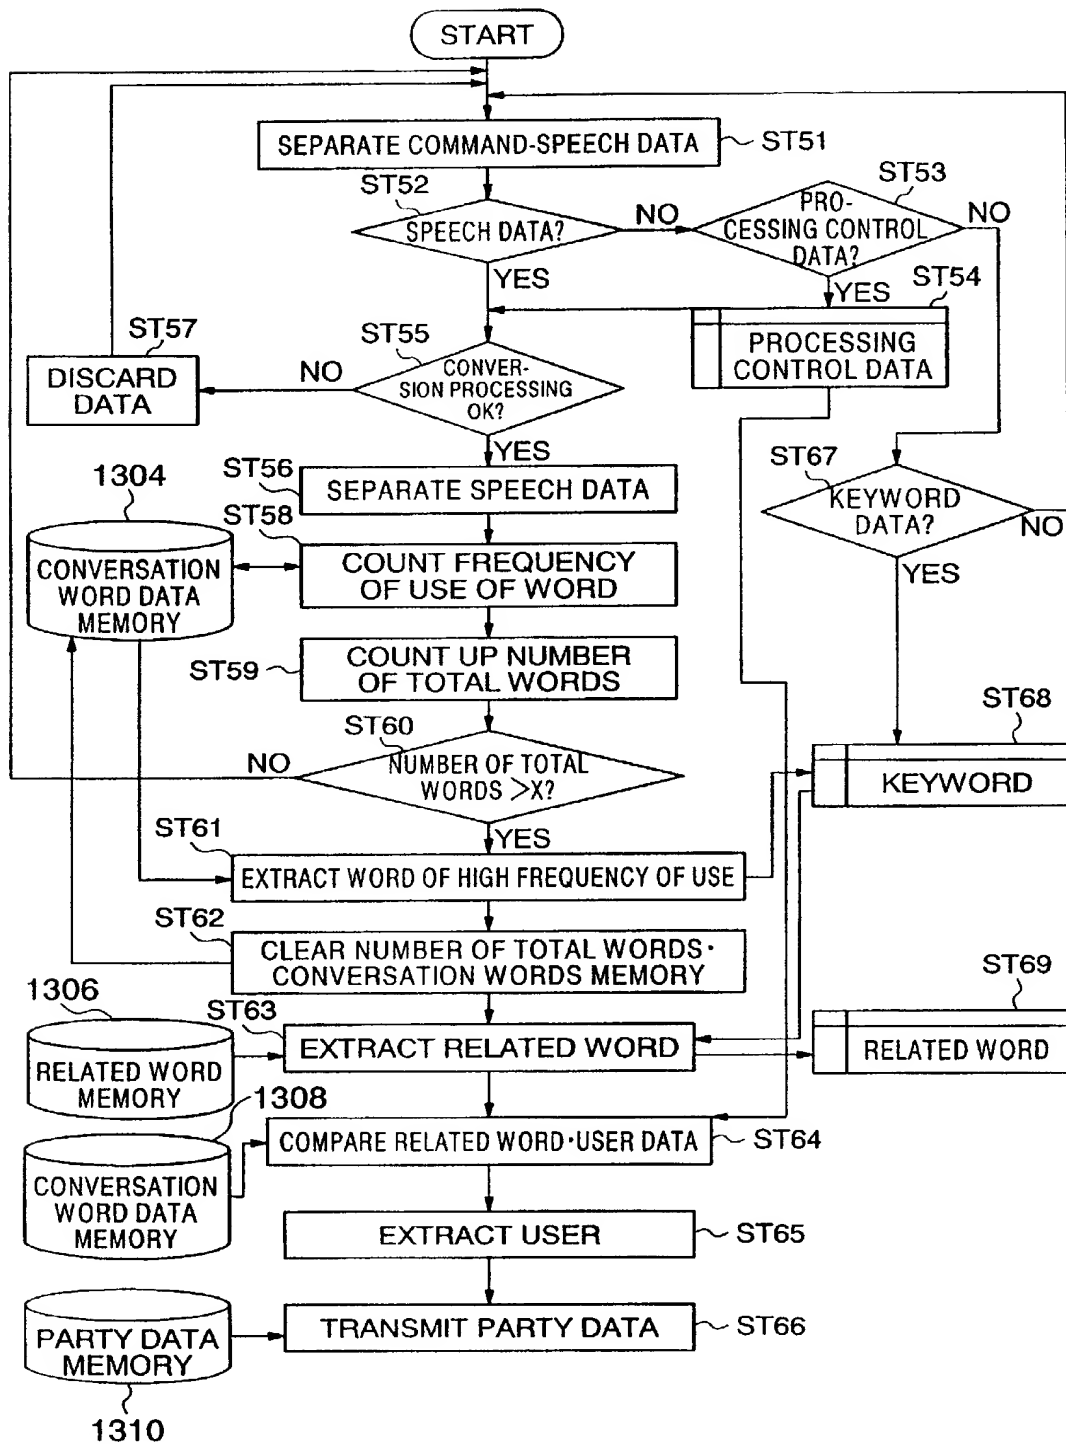 START
SEPARATE COMMAND-SPEECH DATA
ST51
ST52
SPEECH DATA?
NO
ST53
PRO-
CESSING CONTROL
DATA?
NO
YES
YES
ST54
PROCESSING
CONTROL DATA
ST57
DISCARD
DATA
NO
ST55
CONVER-
SION PROCESSING
OK?
YES
ST56
SEPARATE SPEECH DATA
ST67
KEYWORD
DATA?
NO
YES
1304
CONVERSATION
WORD DATA
MEMORY
ST58
COUNT FREQUENCY
OF USE OF WORD
ST59
COUNT UP NUMBER
OF TOTAL WORDS
ST60
NUMBER OF TOTAL
WORDS >X?
NO
YES
ST68
KEYWORD
ST61
EXTRACT WORD OF HIGH FREQUENCY OF USE
ST62
CLEAR NUMBER OF TOTAL WORDS·
CONVERSATION WORDS MEMORY
1306
RELATED WORD
MEMORY
ST63
EXTRACT RELATED WORD
ST69
RELATED WORD
1308
CONVERSATION
WORD DATA
MEMORY
COMPARE RELATED WORD·USER DATA
ST64
EXTRACT USER
ST65
PARTY DATA
MEMORY
1310
TRANSMIT PARTY DATA
ST66